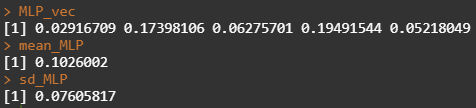 > MLP_vec
[1] 0.02916709 0.17398106 0.06275701 0.19491544 0.05218049
> mean_MLP
[1] 0.1026002
> sd_MLP
[1] 0.07605817